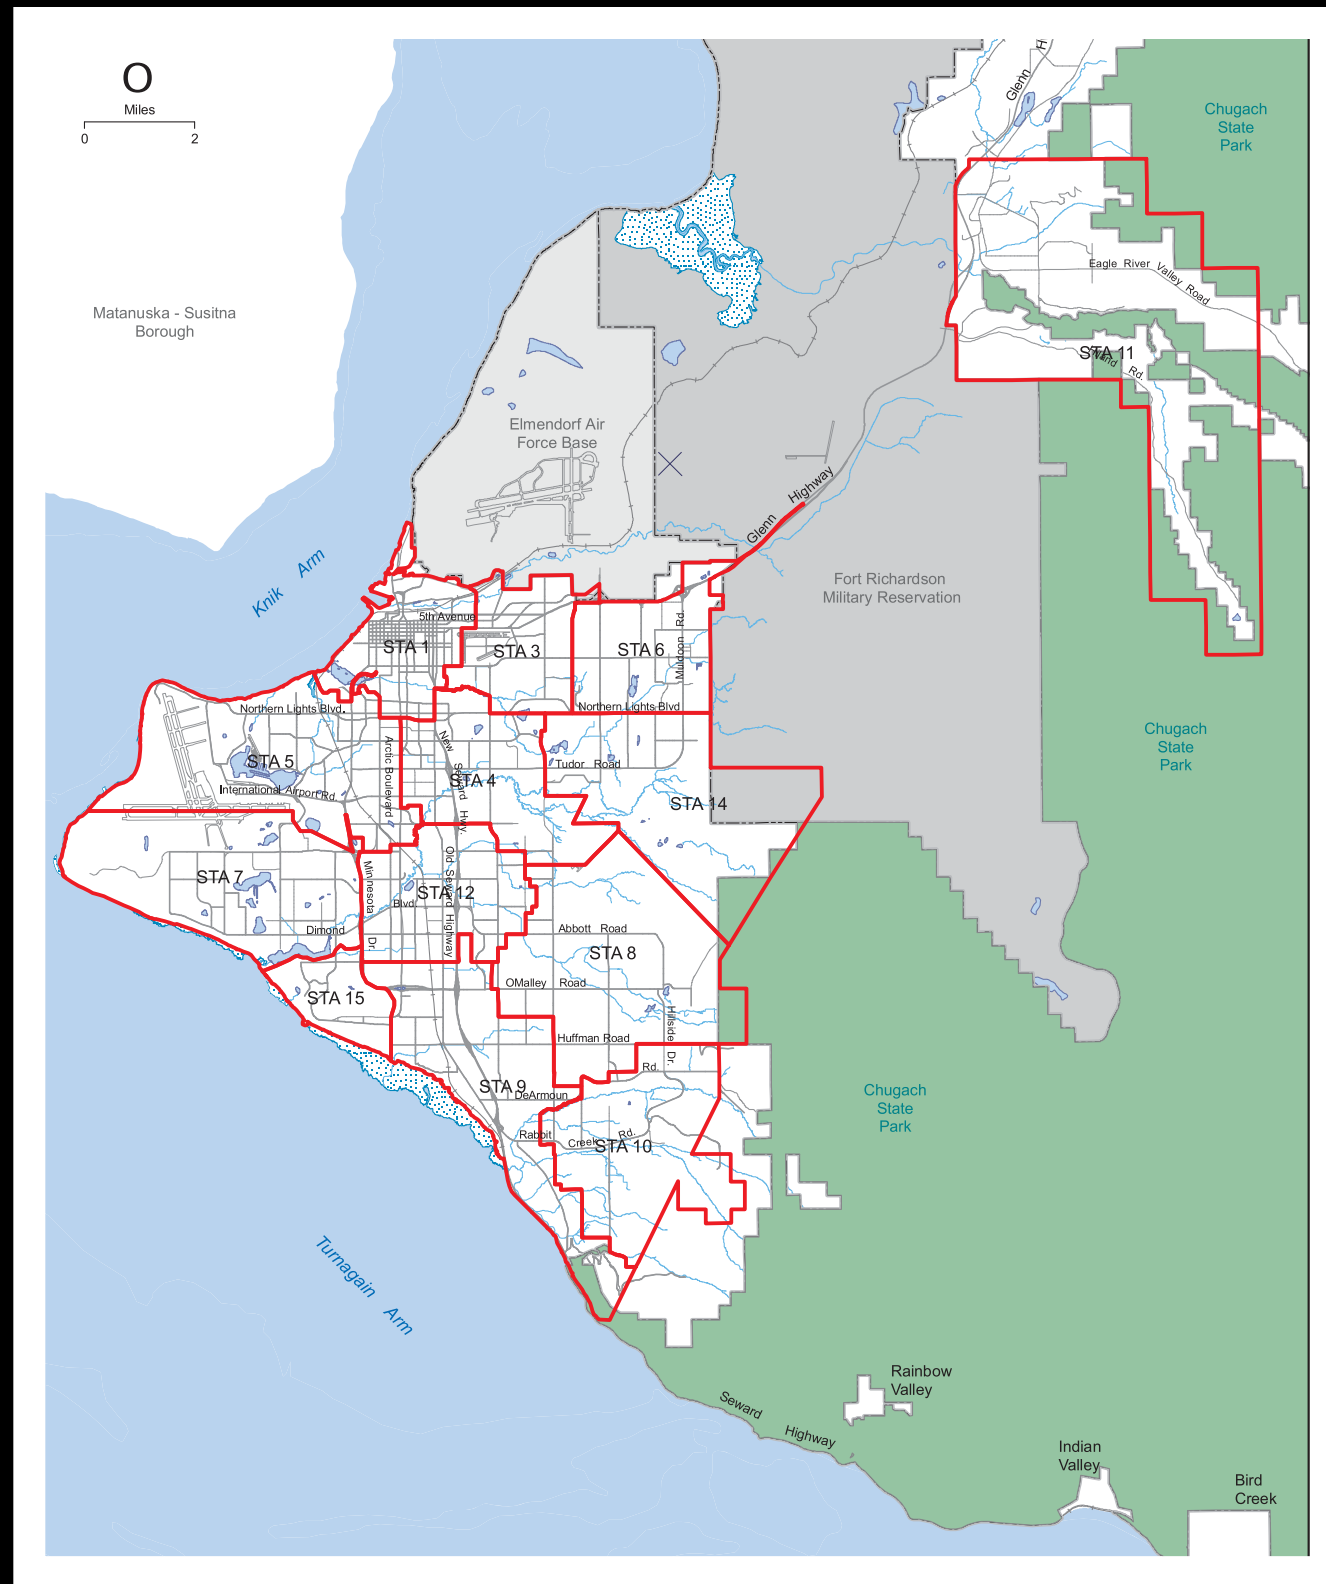 O
Miles
0 2
Glenn H
Chugach
State
Park
Matanuska - Susitna
Borough
Eagle River Valley Road
STA 11
Rd.
Elmendorf Air
Force Base
Glenn Highway
Knik Arm
Fort Richardson
Military Reservation
5th Avenue
STA 1
STA 3
STA 6
Muldoon Rd.
Northern Lights Blvd.
Northern Lights Blvd
Chugach
State
Park
STA 5
International Airport Rd.
Arctic Boulevard
New Seward Hwy.
STA 4
Tudor Road
STA 14
STA 7
Minnesota Dr.
Old Seward Highway
STA 12
Blvd
Dimond
Abbott Road
STA 8
OMalley Road
STA 15
Hillside Dr.
Huffman Road
Rd.
STA 9
DeArmoun
Rabbit Creek Rd.
STA 10
Chugach
State
Park
Turnagain Arm
Rainbow
Valley
Seward Highway
Indian
Valley
Bird
Creek